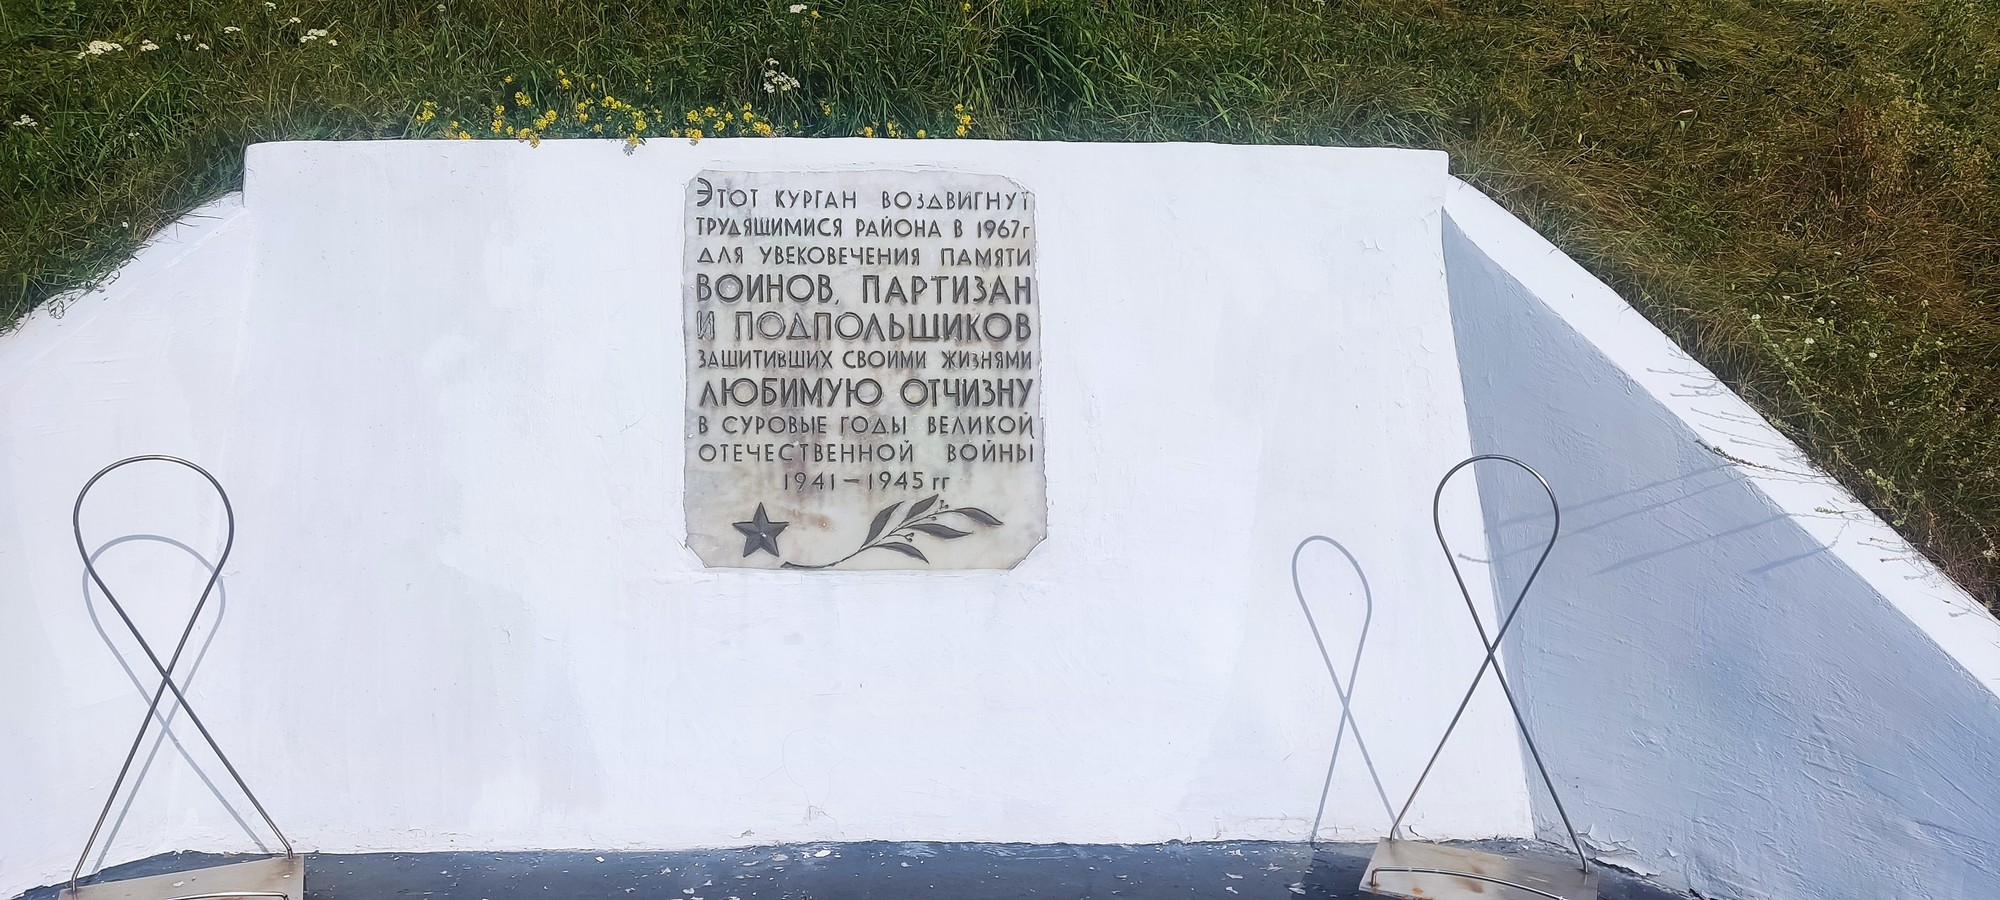 ЭТОТ КУРГАН ВОЗДВИГНУТ
ТРУДЯЩИМИСЯ РАЙОНА В 1967г
ДЛЯ УВЕКОВЕЧЕНИЯ ПАМЯТИ
ВОИНОВ, ПАРТИЗАН
И ПОДПОЛЬЩИКОВ
ЗАЩИТИВШИХ СВОИМИ ЖИЗНЯМИ
ЛЮБИМУЮ ОТЧИЗНУ
В СУРОВЫЕ ГОДЫ ВЕЛИКОЙ
ОТЕЧЕСТВЕННОЙ ВОЙНЫ
1941–1945 гг